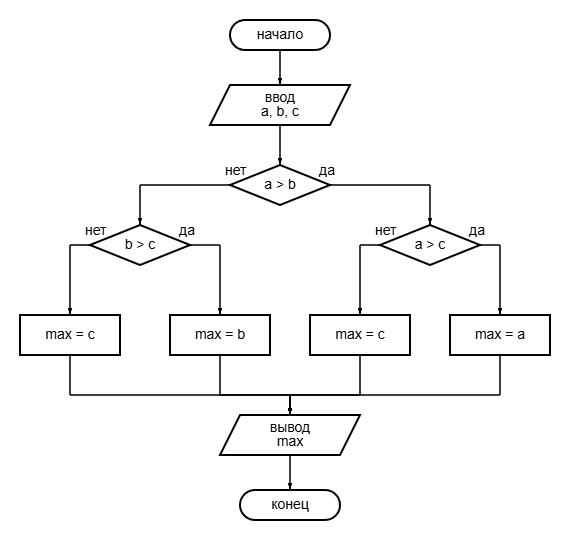 начало
ввод
a, b, c
нет
да
a > b
нет
да
b > c
нет
да
a > c
max = c
max = b
max = c
max = a
вывод
max
конец